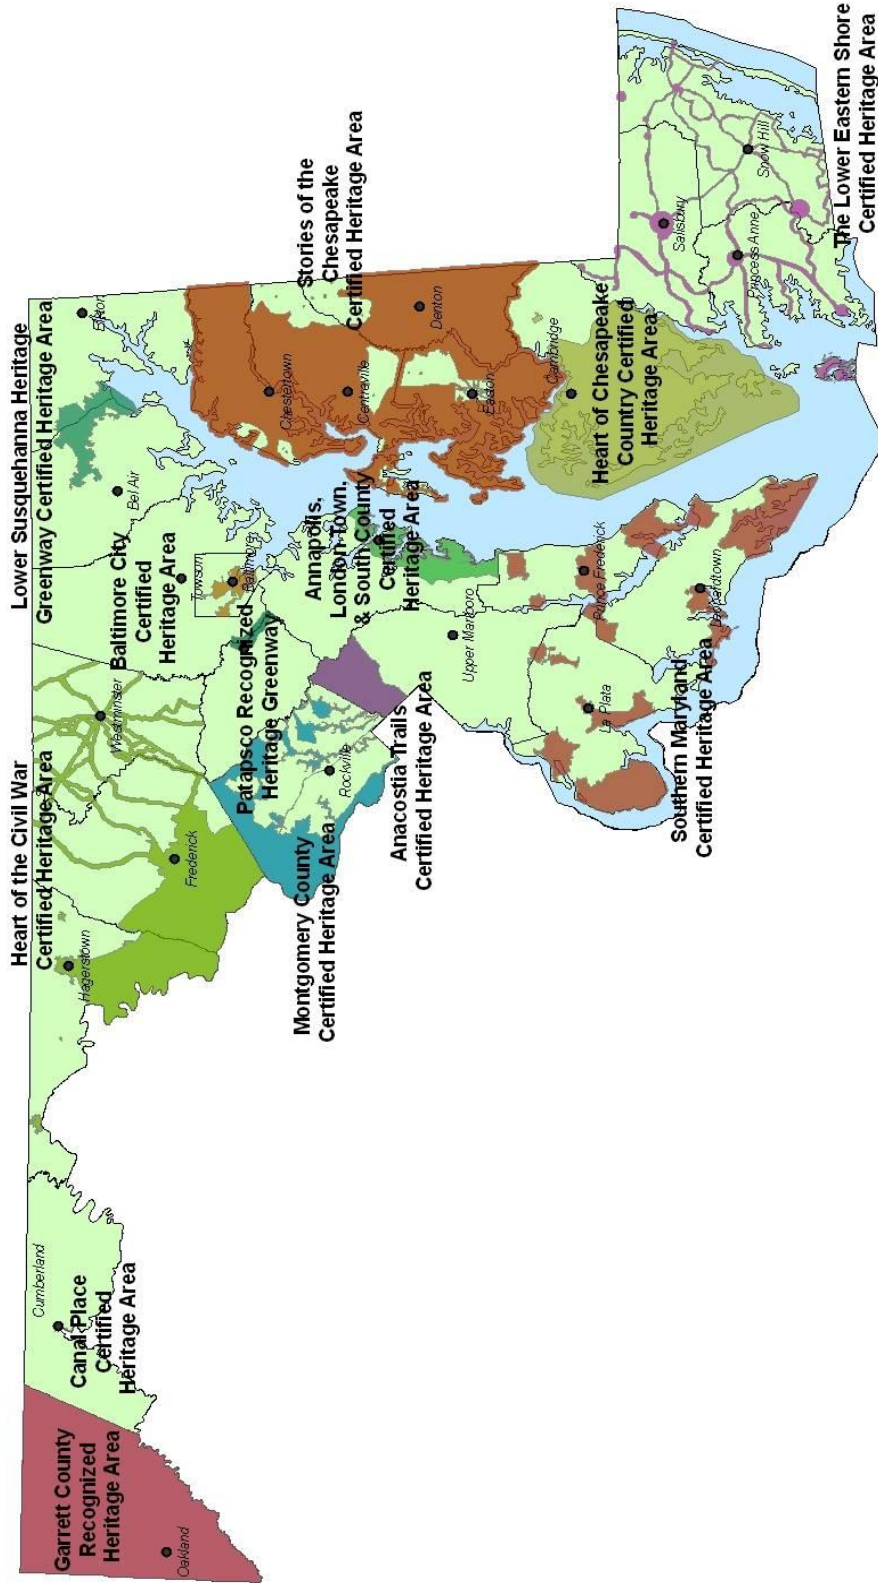 Garrett County
Recognized
Heritage Area
Oakland
Cumberland
Canal Place
Certified
Heritage Area
Heart of the Civil War
Certified Heritage Area
Hagerstown
Frederick
Westminster
Montgomery County
Certified Heritage Area
Rockville
Patapsco Recognized
Heritage Greenway
Anacostia Trails
Certified Heritage Area
Baltimore City
Certified
Heritage Area
Towson
Baltimore
Lower Susquehanna Heritage
Greenway Certified Heritage Area
Bel Air
Elkton
Annapolis,
London Town,
& South County
Certified
Heritage Area
Upper Marlboro
Prince Frederick
La Plata
Leonardtown
Southern Maryland
Certified Heritage Area
Stories of the
Chesapeake
Certified Heritage Area
Chestertown
Centreville
Denton
Easton
Cambridge
Heart of Chesapeake
Country Certified
Heritage Area
Salisbury
Princess Anne
Snow Hill
The Lower Eastern Shore
Certified Heritage Area